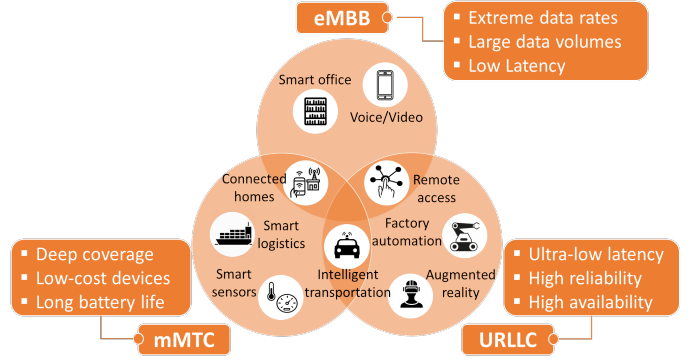 eMBB
▪ Extreme data rates
▪ Large data volumes
▪ Low Latency
Smart office
Voice/Video
Connected
homes
Remote
access
Smart
logistics
Factory
automation
Smart
sensors
Intelligent
transportation
Augmented
reality
▪ Deep coverage
▪ Low-cost devices
▪ Long battery life
mMTC
▪ Ultra-low latency
▪ High reliability
▪ High availability
URLLC